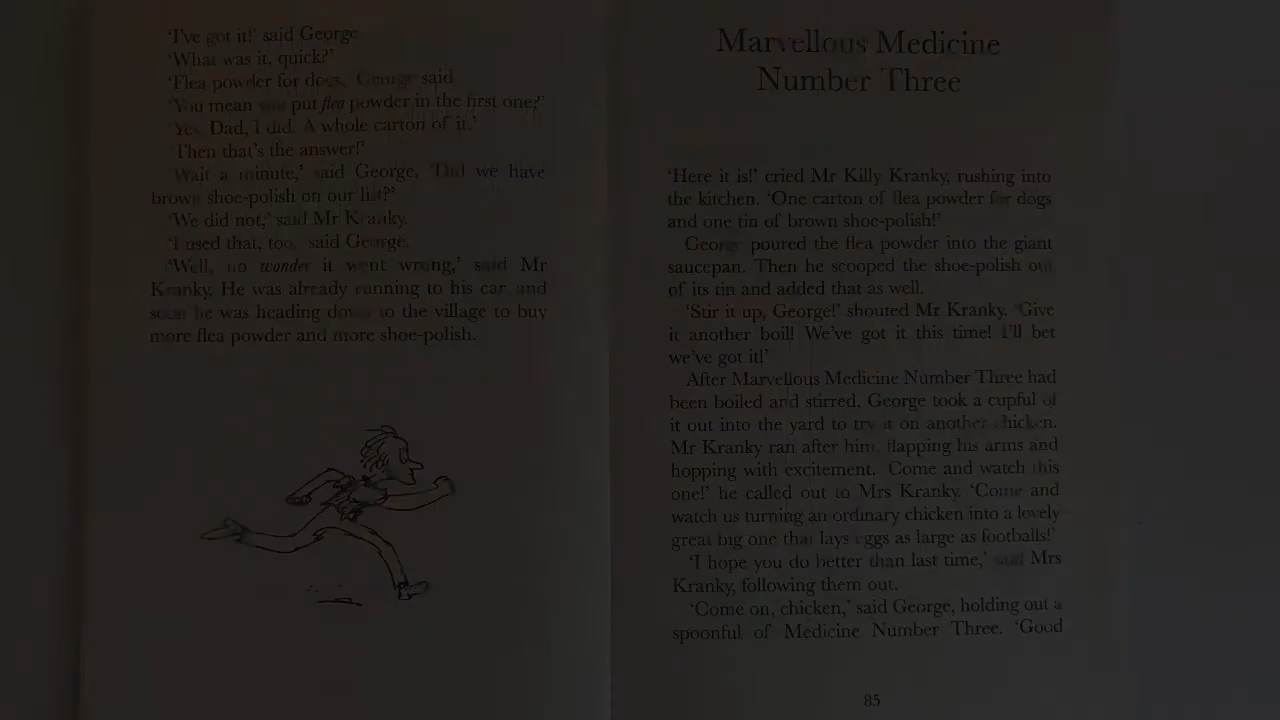 ‘I’ve got it!’ said George.
‘What was it, quick?’
‘Flea powder for dogs,’ George said.
‘You mean you put flea powder in the first one?’
‘Yes, Dad, I did. A whole carton of it.’
‘Then that’s the answer!’
‘Wait a minute,’ said George. ‘Did we have
brown shoe-polish on our list?’
‘We did not,’ said Mr Kranky.
‘I used that, too,’ said George.
‘Well, no wonder it went wrong,’ said Mr
Kranky. He was already running to his car, and
soon he was heading down to the village to buy
more flea powder and more shoe-polish.
Marvellous Medicine
Number Three
‘Here it is!’ cried Mr Killy Kranky, rushing into
the kitchen. ‘One carton of flea powder for dogs
and one tin of brown shoe-polish!’
George poured the flea powder into the giant
saucepan. Then he scooped the shoe-polish out
of its tin and added that as well.
‘Stir it up, George!’ shouted Mr Kranky. ‘Give
it another boil! We’ve got it this time! I’ll bet
we’ve got it!’
After Marvellous Medicine Number Three had
been boiled and stirred, George took a cupful of
it out into the yard to try it on another chicken.
Mr Kranky ran after him, flapping his arms and
hopping with excitement. ‘Come and watch this
one!’ he called out to Mrs Kranky. ‘Come and
watch us turning an ordinary chicken into a lovely
great big one that lays eggs as large as footballs!’
‘I hope you do better than last time,’ said Mrs
Kranky, following them out.
‘Come on, chicken,’ said George, holding out a
spoonful of Medicine Number Three. ‘Good
85